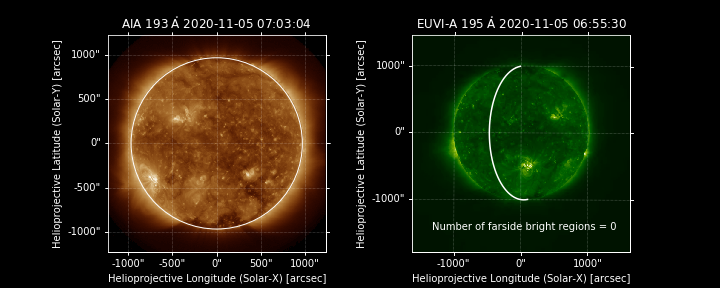 AIA 193 Å 2020-11-05 07:03:04
EUVI-A 195 Å 2020-11-05 06:55:30
Helioprojective Latitude (Solar-Y) [arcsec]
1000"
500"
0"
-500"
-1000"
-1000" -500" 0" 500" 1000"
Helioprojective Longitude (Solar-X) [arcsec]
Helioprojective Latitude (Solar-Y) [arcsec]
1000"
0"
-1000"
Number of farside bright regions = 0
-1000" 0" 1000"
Helioprojective Longitude (Solar-X) [arcsec]